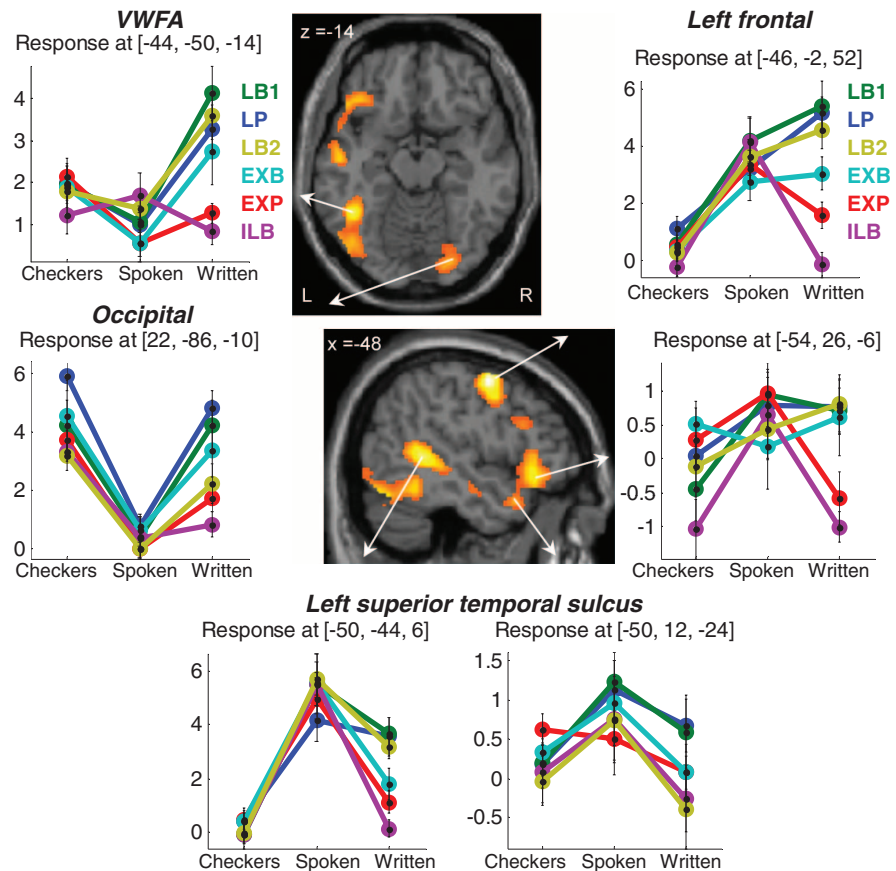 VWFA
Response at [-44, -50, -14]
4
3
2
1
Checkers Spoken Written
LB1
LP
LB2
EXB
EXP
ILB
z =-14
L
R
Left frontal
Response at [-46, -2, 52]
6
4
2
0
Checkers Spoken Written
LB1
LP
LB2
EXB
EXP
ILB
Occipital
Response at [22, -86, -10]
6
4
2
0
Checkers Spoken Written
x =-48
Response at [-54, 26, -6]
1
0.5
0
-0.5
-1
Checkers Spoken Written
Left superior temporal sulcus
Response at [-50, -44, 6]
6
4
2
0
Checkers Spoken Written
Response at [-50, 12, -24]
1.5
1
0.5
0
-0.5
Checkers Spoken Written